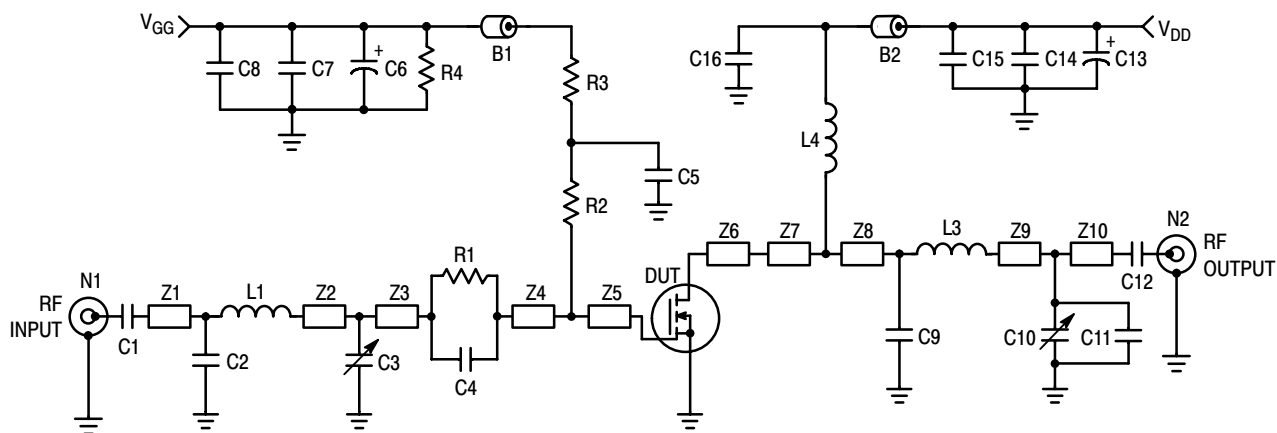 VGG
C8
C7
+
C6
R4
B1
R3
C5
R2
C16
B2
C15
C14
+
C13
VDD
L4
N1
RF
INPUT
C1
Z1
C2
L1
Z2
C3
Z3
R1
C4
Z4
Z5
DUT
Z6
Z7
Z8
C9
L3
Z9
Z10
C10
C11
C12
N2
RF
OUTPUT